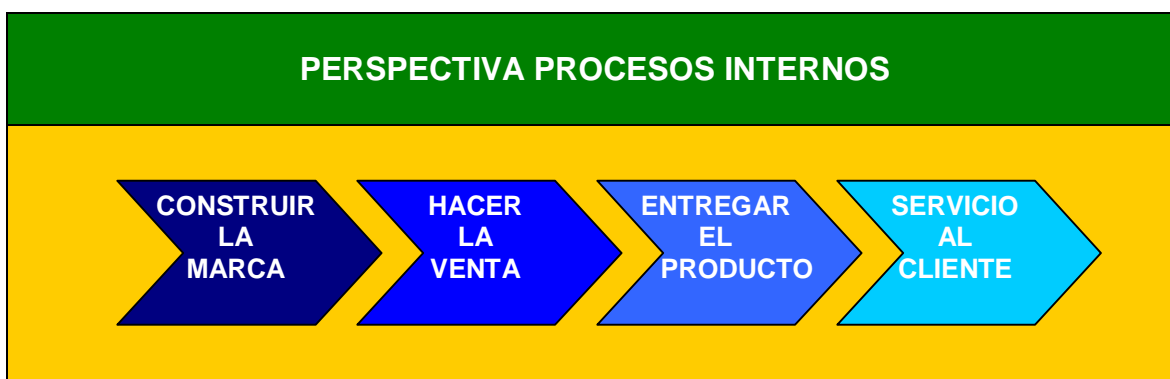 PERSPECTIVA PROCESOS INTERNOS
CONSTRUIR
LA
MARCA
HACER
LA
VENTA
ENTREGAR
EL
PRODUCTO
SERVICIO
AL
CLIENTE